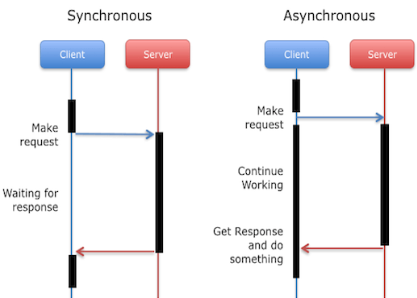 Synchronous
Asynchronous
Client
Server
Client
Server
Make
request
Waiting for
response
Make
request
Continue
Working
Get Response
and do
something